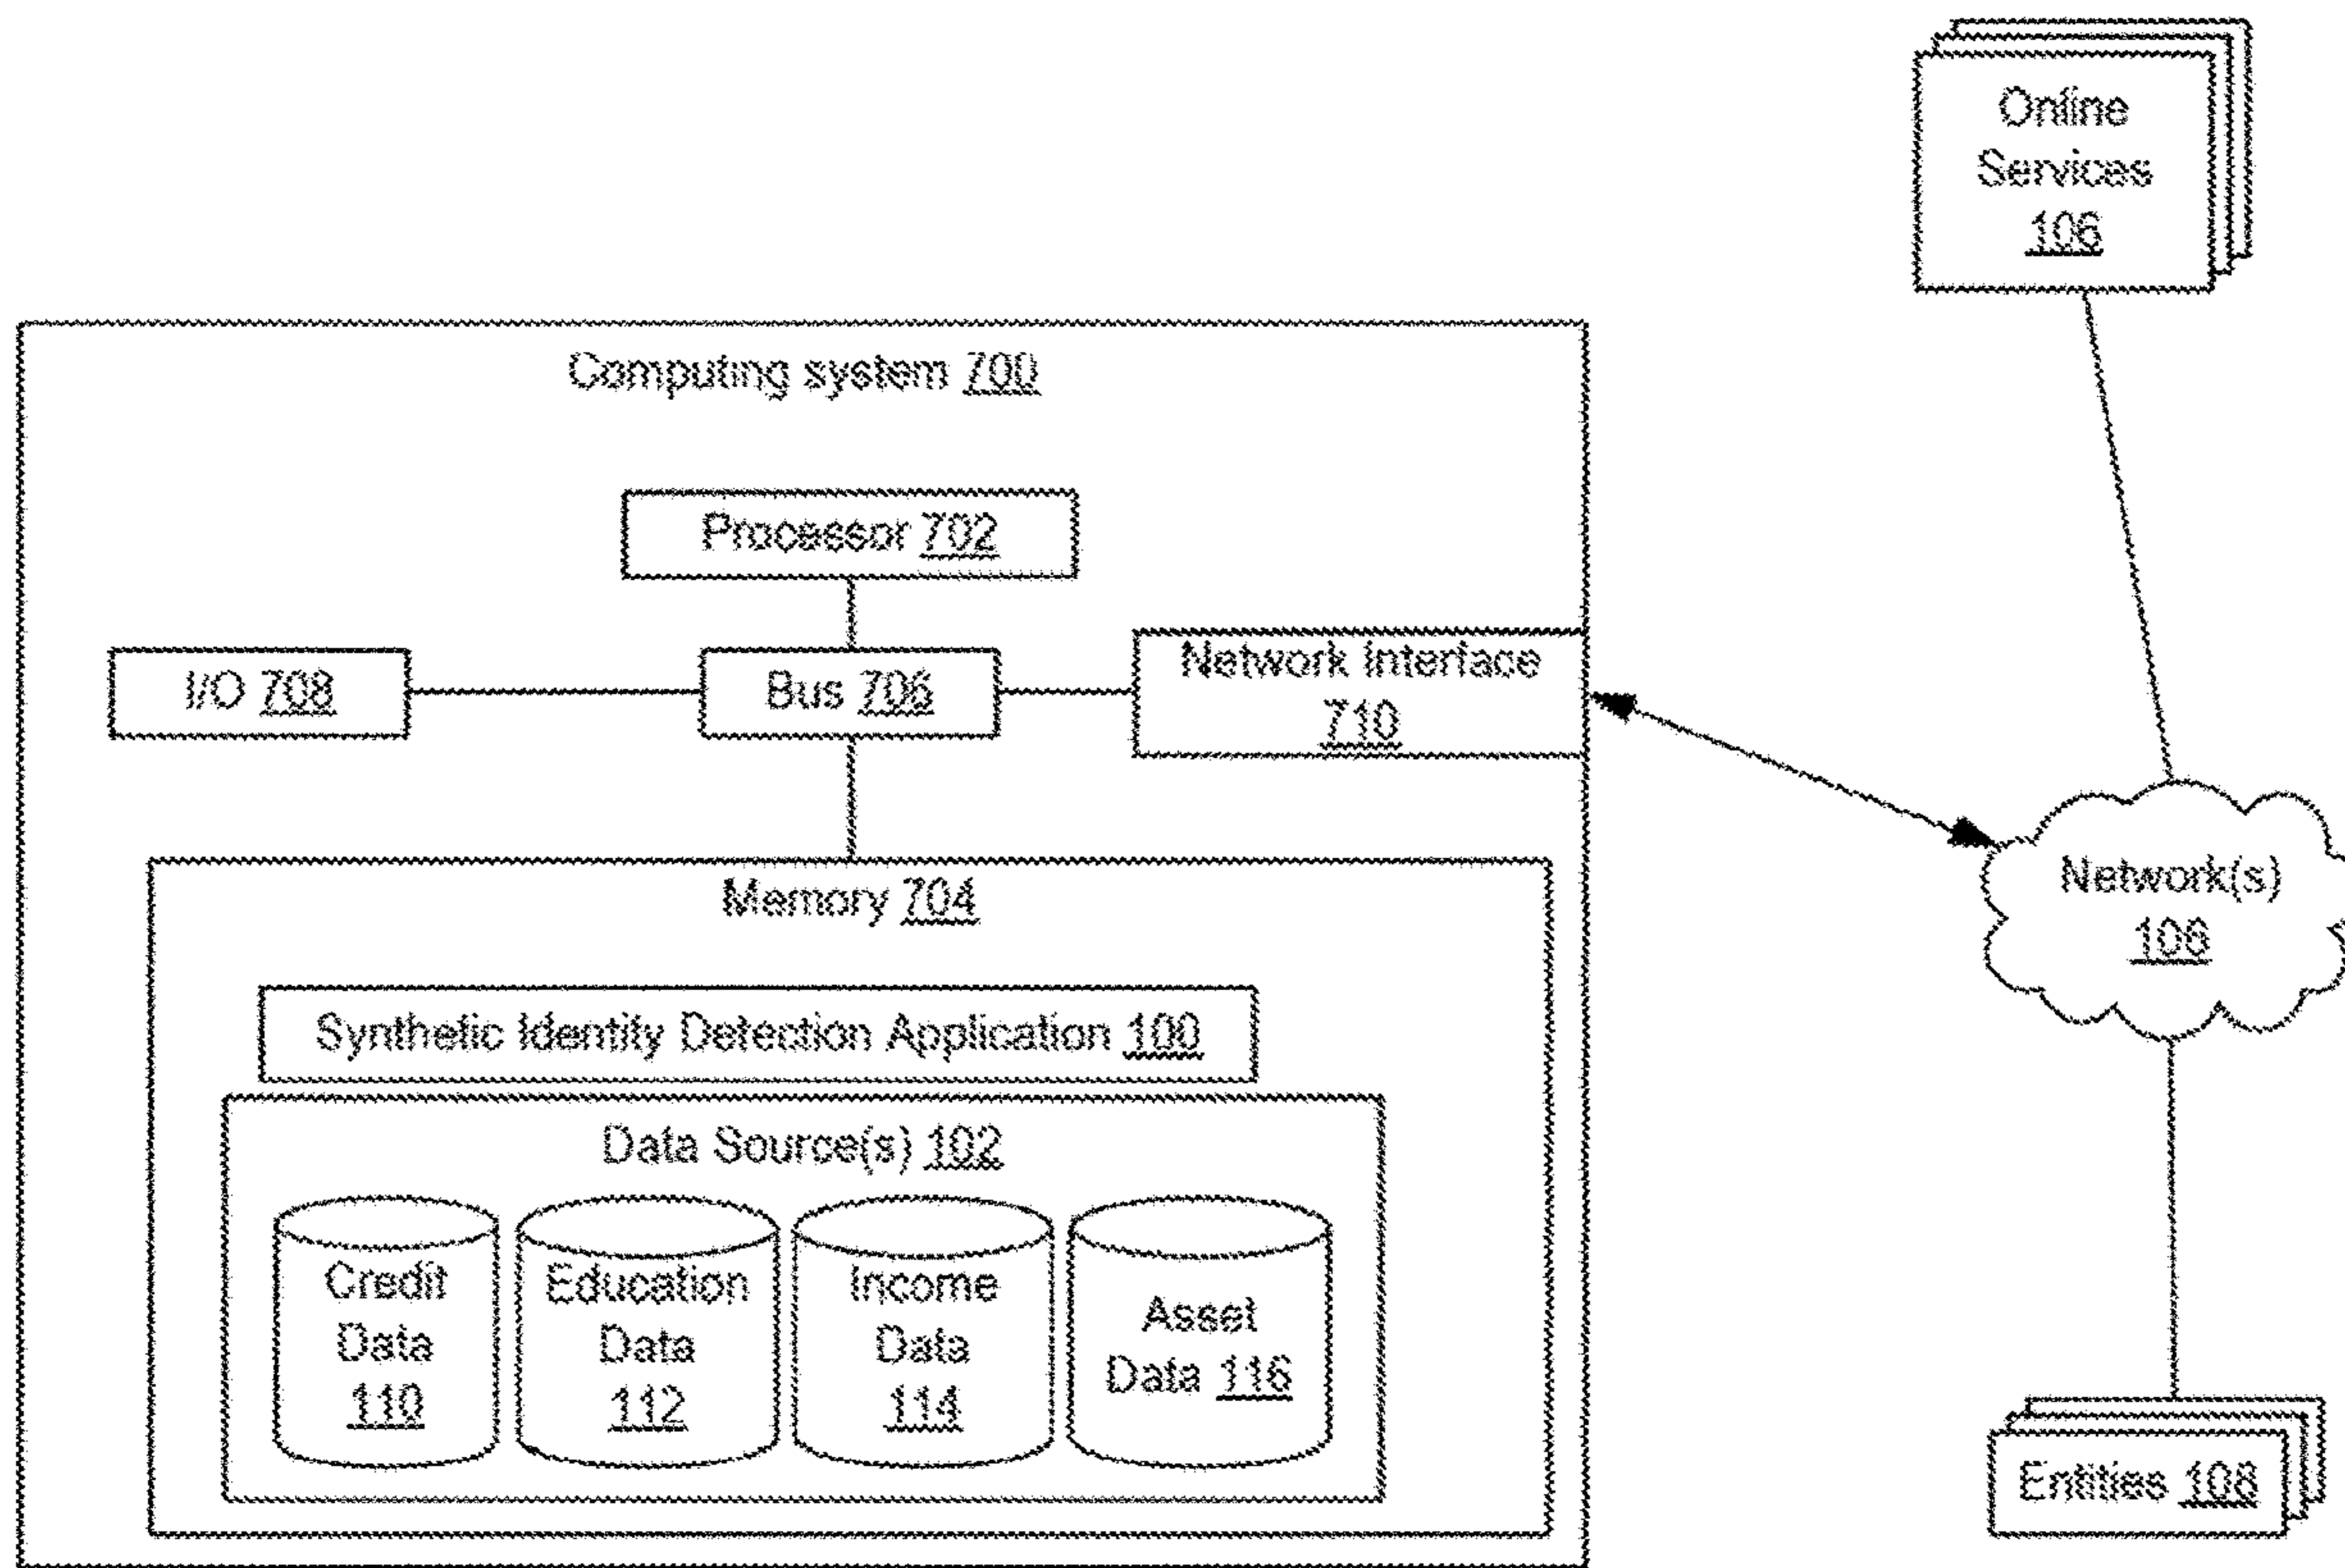 Online
Services
106
Computing system 700
Processor 702
I/O 708
Bus 706
Network Interface
710
Network(s)
106
Memory 704
Synthetic Identity Detection Application 100
Data Source(s) 102
Credit
Data
110
Education
Data
112
Income
Data
114
Asset
Data 116
Entities 108